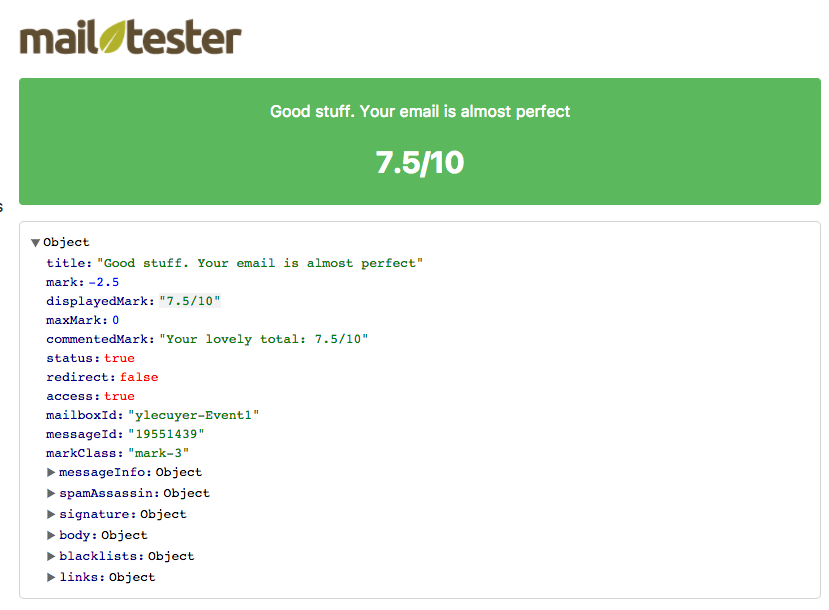 mail tester
Good stuff. Your email is almost perfect
7.5/10
s
▼Object
title: "Good stuff. Your email is almost perfect"
mark: -2.5
displayedMark: "7.5/10"
maxMark: 0
commentedMark: "Your lovely total: 7.5/10"
status: true
redirect: false
access: true
mailboxId: "ylecuyer-Event1"
messageId: "19551439"
markClass: "mark-3"
▶messageInfo: Object
▶spamAssassin: Object
▶signature: Object
▶body: Object
▶blacklists: Object
▶links: Object